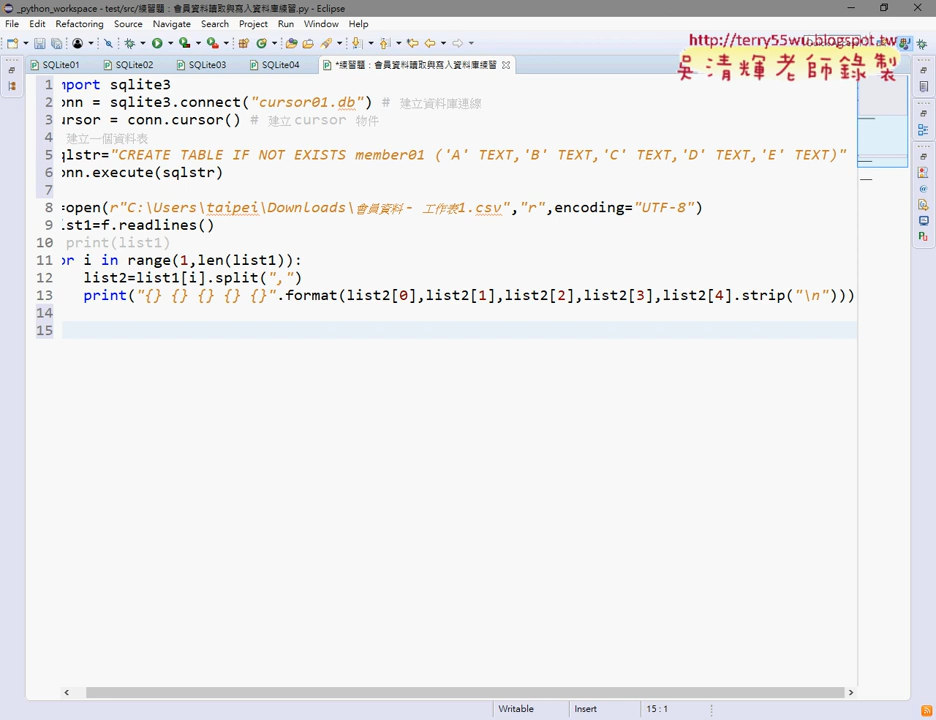 _python_workspace - test/src/練習題：會員資料讀取與寫入資料庫練習.py - Eclipse
File Edit Refactoring Source Navigate Search Project Run Window Help
http://terry55wu.blogspot.tw
吳清輝老師錄製
SQLite01 SQLite02 SQLite03 SQLite04 *練習題：會員資料讀取與寫入資料庫練習
1 mport sqlite3
2 onn = sqlite3.connect("cursor01.db") # 建立資料庫連線
3 ursor = conn.cursor() # 建立 cursor 物件
4 建立一個資料表
5 qlstr="CREATE TABLE IF NOT EXISTS member01 ('A' TEXT,'B' TEXT,'C' TEXT,'D' TEXT,'E' TEXT)"
6 onn.execute(sqlstr)
7
8 =open(r"C:\Users\taipei\Downloads\會員資料 - 工作表1.csv","r",encoding="UTF-8")
9 ist1=f.readlines()
10 print(list1)
11 or i in range(1,len(list1)):
12 list2=list1[i].split(",")
13 print("{} {} {} {} {}".format(list2[0],list2[1],list2[2],list2[3],list2[4].strip("\n")))
14
15
Writable Insert 15 : 1